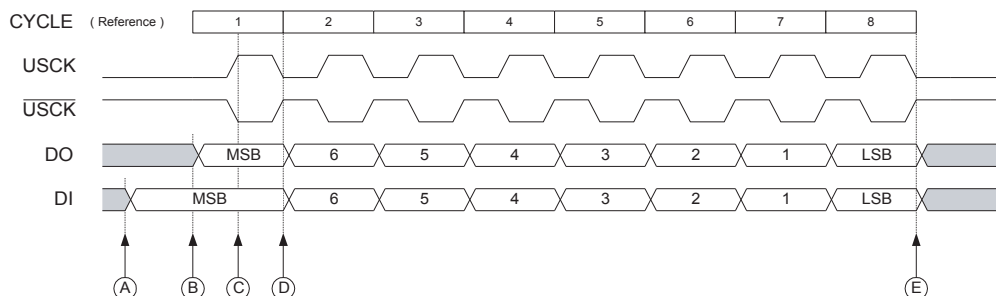 CYCLE ( Reference ) 1 2 3 4 5 6 7 8
USCK
USCK
DO MSB 6 5 4 3 2 1 LSB
DI MSB 6 5 4 3 2 1 LSB
A B C D E